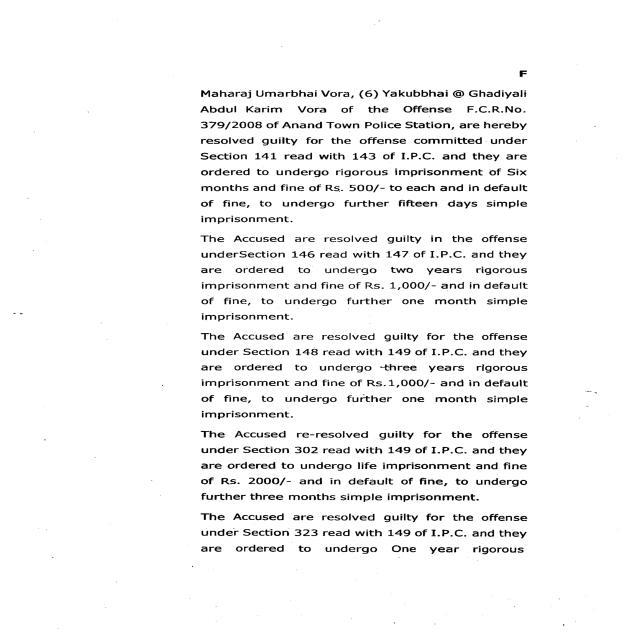 F
Maharaj Umarbhai Vora, (6) Yakubbhai @ Ghadiyali
Abdul Karim Vora of the Offense F.C.R.No.
379/2008 of Anand Town Police Station, are hereby
resolved guilty for the offense committed under
Section 141 read with 143 of I.P.C. and they are
ordered to undergo rigorous imprisonment of Six
months and fine of Rs. 500/- to each and in default
of fine, to undergo further fifteen days simple
imprisonment.
The Accused are resolved guilty in the offense
underSection 146 read with 147 of I.P.C. and they
are ordered to undergo two years rigorous
imprisonment and fine of Rs. 1,000/- and in default
of fine, to undergo further one month simple
imprisonment.
The Accused are resolved guilty for the offense
under Section 148 read with 149 of I.P.C. and they
are ordered to undergo three years rigorous
imprisonment and fine of Rs.1,000/- and in default
of fine, to undergo further one month simple
imprisonment.
The Accused re-resolved guilty for the offense
under Section 302 read with 149 of I.P.C. and they
are ordered to undergo life imprisonment and fine
of Rs. 2000/- and in default of fine, to undergo
further three months simple imprisonment.
The Accused are resolved guilty for the offense
under Section 323 read with 149 of I.P.C. and they
are ordered to undergo One year rigorous